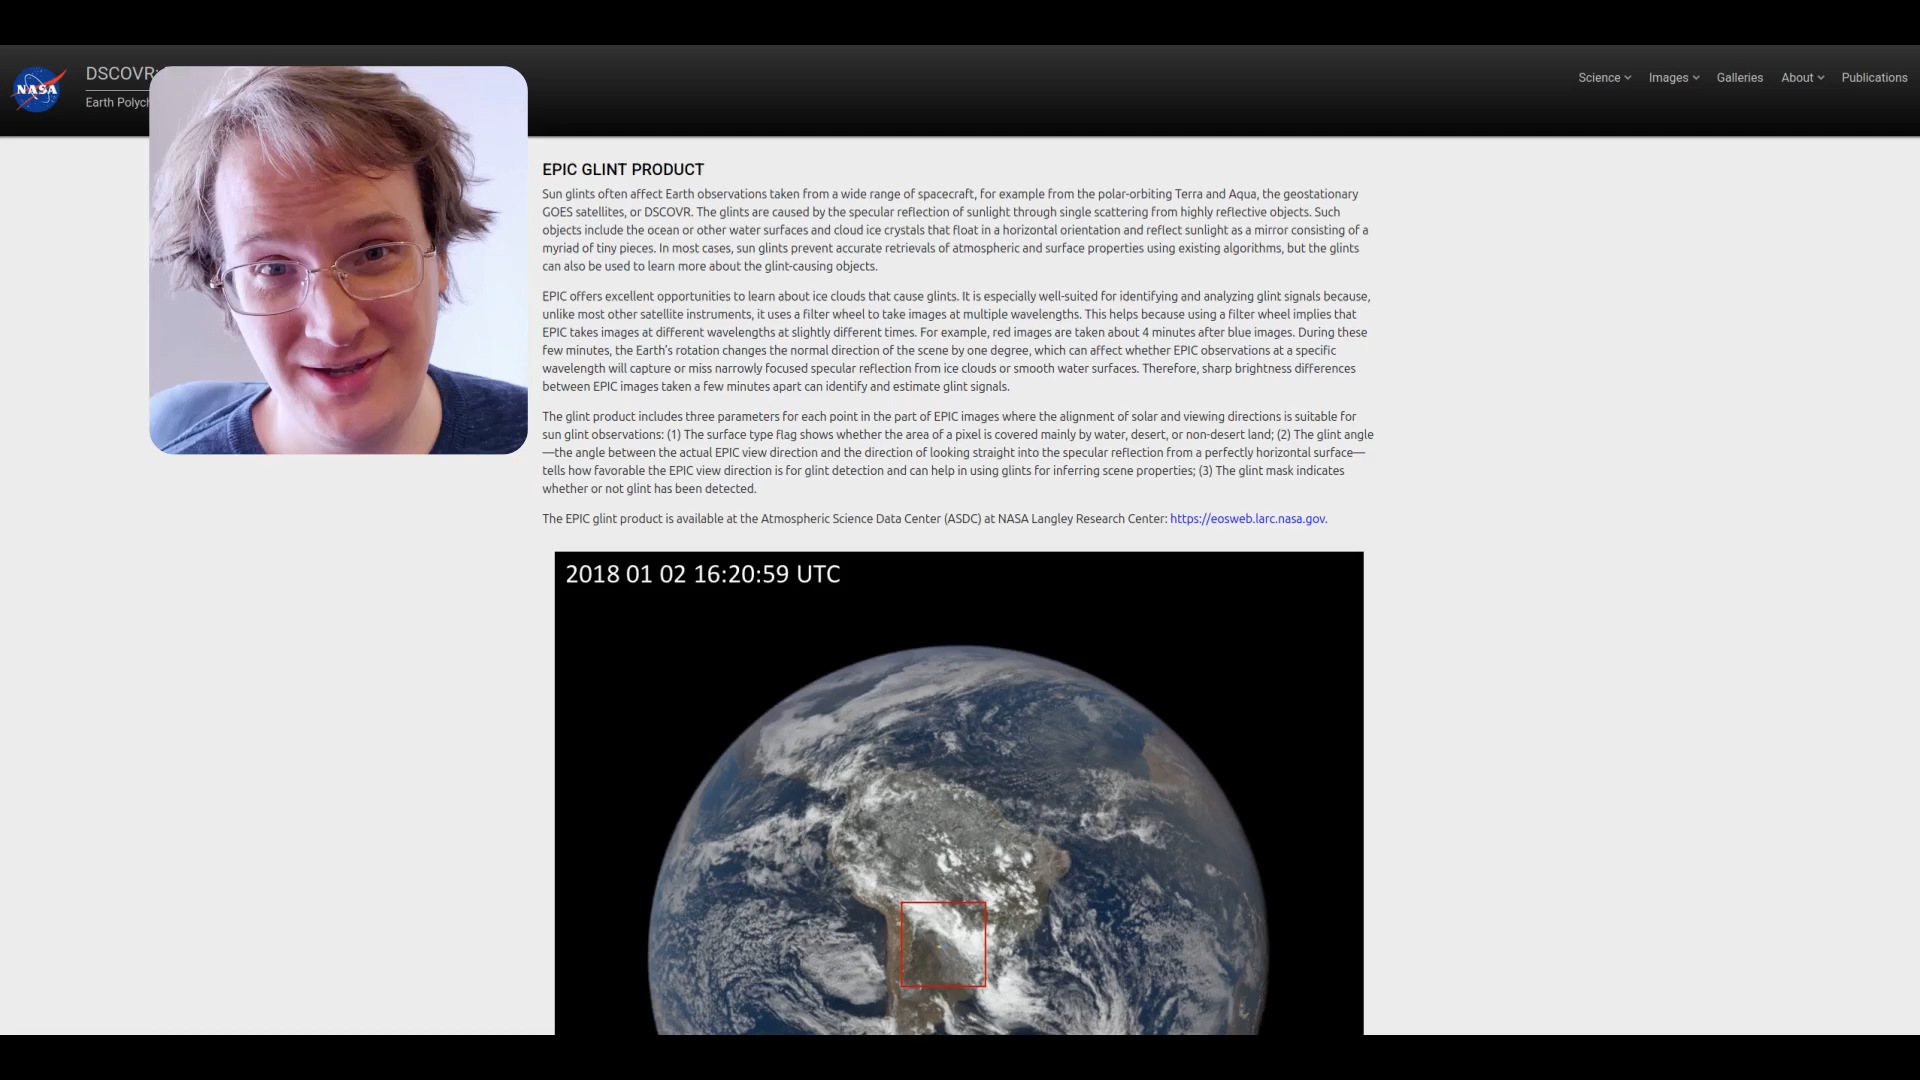 NASA
DSCOVR:
Earth
Science
Images
Galleries
About
Publications
EPIC GLINT PRODUCT
Sun glints often affect Earth observations taken from a wide range of spacecraft, for example from the polar-orbiting Terra and Aqua, the geostationary
GOES satellites, or DSCOVR. The glints are caused by the specular reflection of sunlight through single scattering from highly reflective objects. Such
objects include the ocean or other water surfaces and cloud ice crystals that float in a horizontal orientation and reflect sunlight as a mirror consisting of a
myriad of tiny pieces. In most cases, sun glints prevent accurate retrievals of atmospheric and surface properties using existing algorithms, but the glints
can also be used to learn more about the glint-causing objects.
EPIC offers excellent opportunities to learn about ice clouds that cause glints. It is especially well-suited for identifying and analyzing glint signals because,
unlike most other satellite instruments, it uses a filter wheel to take images at multiple wavelengths. This helps because using a filter wheel implies that
EPIC takes images at different wavelengths at slightly different times. For example, red images are taken about 4 minutes after blue images. During these
few minutes, the Earth's rotation changes the normal direction of the scene by one degree, which can affect whether EPIC observations at a specific
wavelength will capture or miss narrowly focused specular reflection from ice clouds or smooth water surfaces. Therefore, sharp brightness differences
between EPIC images taken a few minutes apart can identify and estimate glint signals.
The glint product includes three parameters for each point in the part of EPIC images where the alignment of solar and viewing directions is suitable for
sun glint observations: (1) The surface type flag shows whether the area of a pixel is covered mainly by water, desert, or non-desert land; (2) The glint angle
—the angle between the actual EPIC view direction and the direction of looking straight into the specular reflection from a perfectly horizontal surface—
tells how favorable the EPIC view direction is for glint detection and can help in using glints for inferring scene properties; (3) The glint mask indicates
whether or not glint has been detected.
The EPIC glint product is available at the Atmospheric Science Data Center (ASDC) at NASA Langley Research Center: https://eosweb.larc.nasa.gov.
2018 01 02 16:20:59 UTC